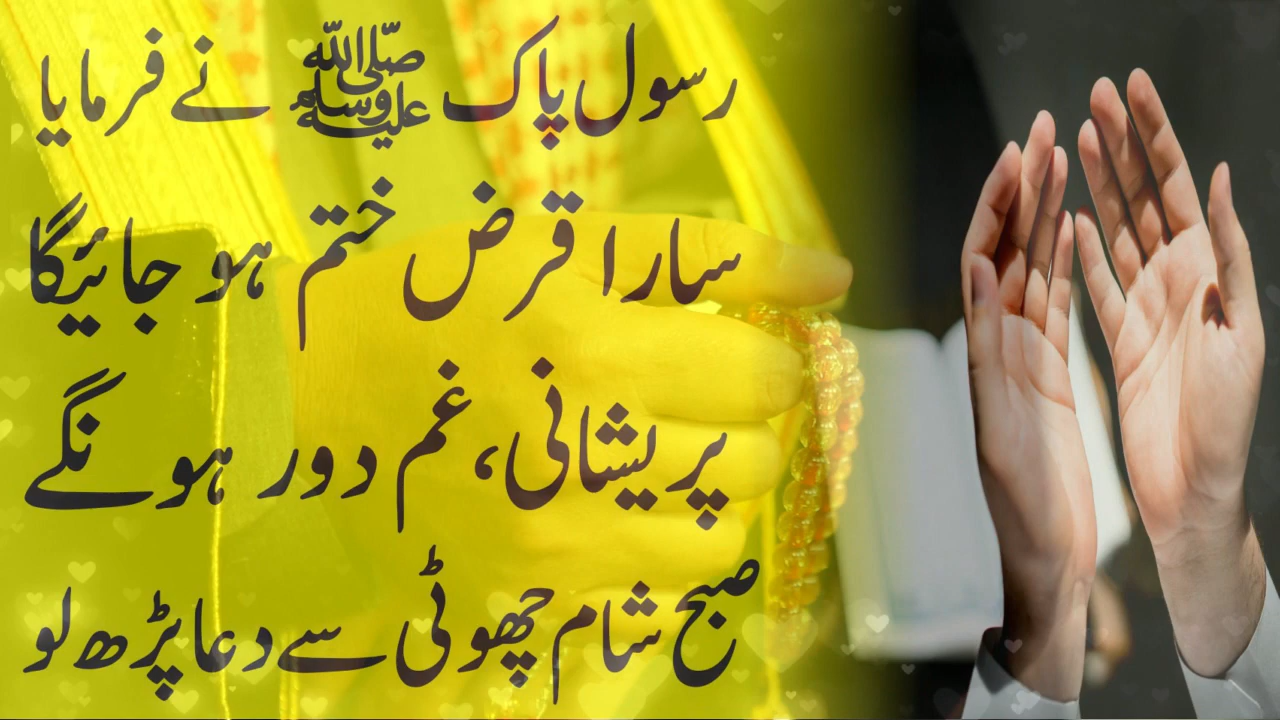 رسول پاک ﷺ نے فرمایا
سارا قرض ختم ہو جائیگا
پریشانی، غم دور ہونگے
صبح شام چھوٹی سے دعا پڑھ لو